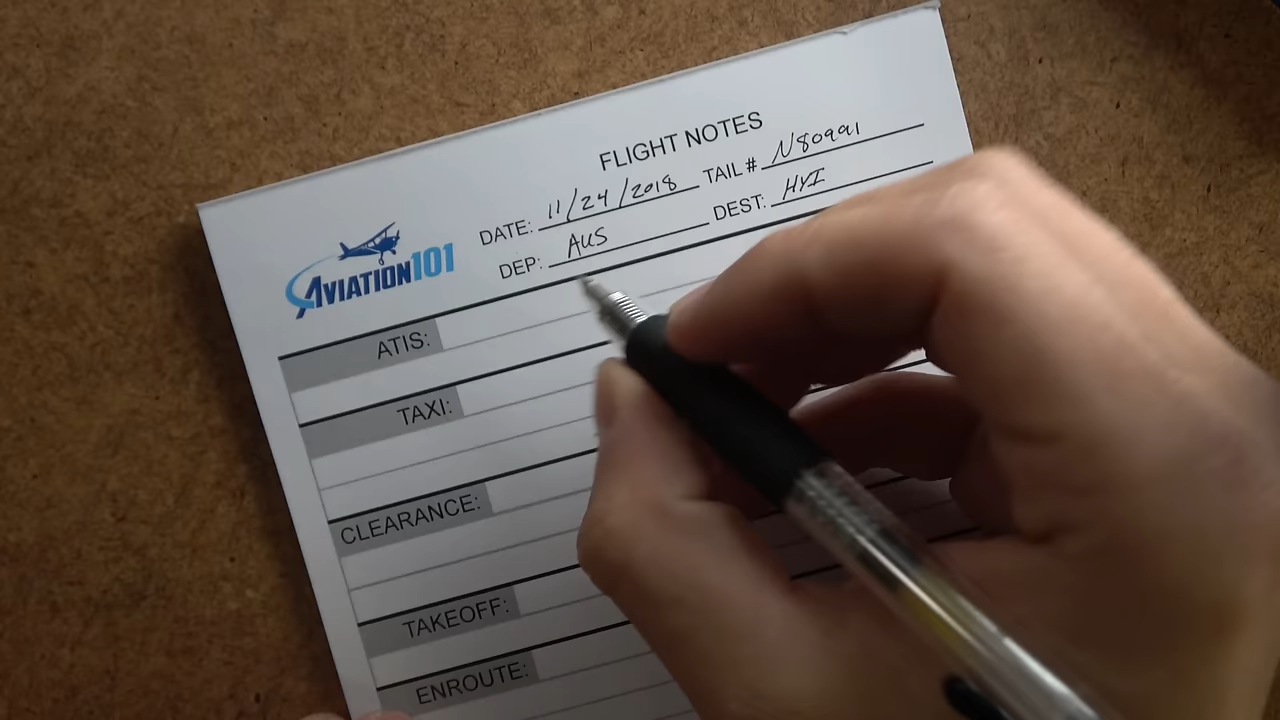 FLIGHT NOTES
DATE: 11/24/2018 TAIL # N80991
DEP: AUS DEST: HYI
AVIATION101
ATIS:
TAXI:
CLEARANCE:
TAKEOFF:
ENROUTE: